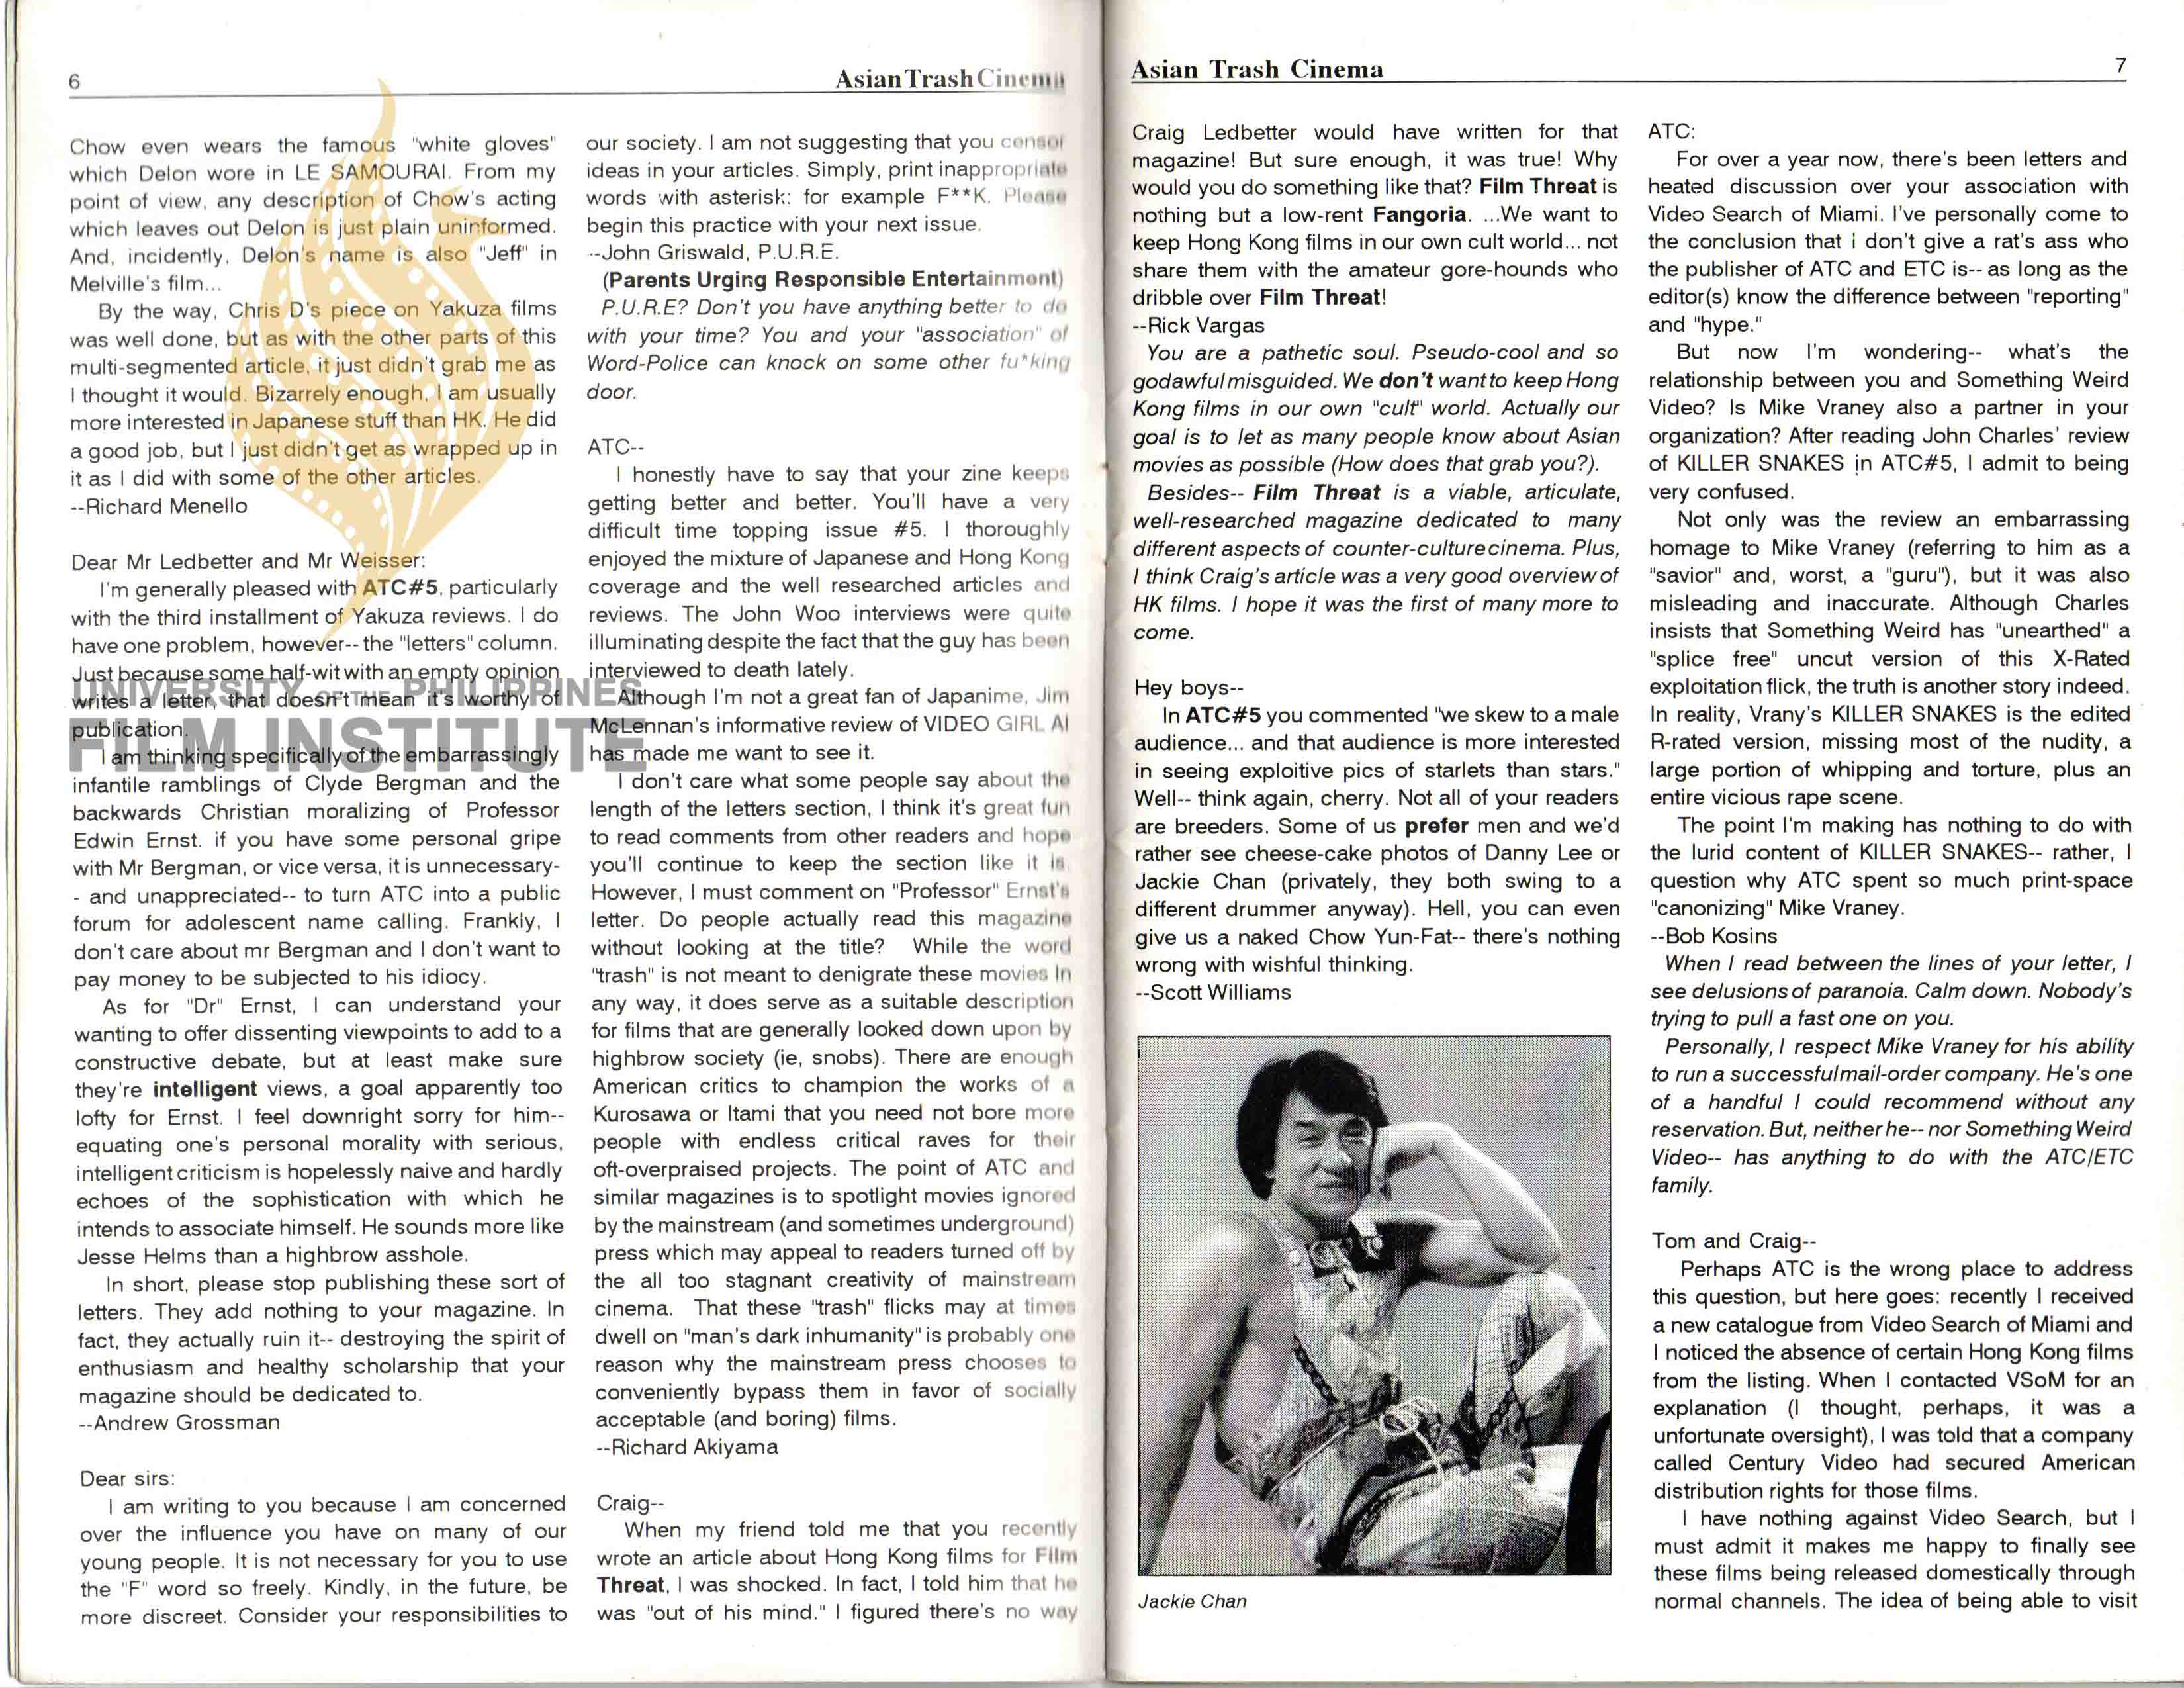 6
Asian Trash Cinema
Chow even wears the famous "white gloves"
which Delon wore in LE SAMOURAI. From my
point of view, any description of Chow's acting
which leaves out Delon is just plain uninformed.
And, incidently, Delon's name is also "Jeff" in
Melville's film...
By the way, Chris D's piece on Yakuza films
was well done, but as with the other parts of this
multi-segmented article, it just didn't grab me as
I thought it would. Bizarrely enough, I am usually
more interested in Japanese stuff than HK. He did
a good job, but I just didn't get as wrapped up in
it as I did with some of the other articles.
--Richard Menello
Dear Mr Ledbetter and Mr Weisser:
I'm generally pleased with ATC#5, particularly
with the third installment of Yakuza reviews. I do
have one problem, however-- the "letters" column.
Just because some half-wit with an empty opinion
writes a letter, that doesn't mean it's worthy of
publication.
I am thinking specifically of the embarrassingly
infantile ramblings of Clyde Bergman and the
backwards Christian moralizing of Professor
Edwin Ernst. if you have some personal gripe
with Mr Bergman, or vice versa, it is unnecessary-
- and unappreciated-- to turn ATC into a public
forum for adolescent name calling. Frankly, I
don't care about mr Bergman and I don't want to
pay money to be subjected to his idiocy.
As for "Dr" Ernst, I can understand your
wanting to offer dissenting viewpoints to add to a
constructive debate, but at least make sure
they're intelligent views, a goal apparently too
lofty for Ernst. I feel downright sorry for him--
equating one's personal morality with serious,
intelligent criticism is hopelessly naive and hardly
echoes of the sophistication with which he
intends to associate himself. He sounds more like
Jesse Helms than a highbrow asshole.
In short, please stop publishing these sort of
letters. They add nothing to your magazine. In
fact, they actually ruin it-- destroying the spirit of
enthusiasm and healthy scholarship that your
magazine should be dedicated to.
--Andrew Grossman
Dear sirs:
I am writing to you because I am concerned
over the influence you have on many of our
young people. It is not necessary for you to use
the "F" word so freely. Kindly, in the future, be
more discreet. Consider your responsibilities to
our society. I am not suggesting that you censor
ideas in your articles. Simply, print inappropriate
words with asterisk: for example F**K. Please
begin this practice with your next issue.
--John Griswald, P.U.R.E.
(Parents Urging Responsible Entertainment)
P.U.R.E? Don't you have anything better to do
with your time? You and your "association" of
Word-Police can knock on some other fu*king
door.
ATC--
I honestly have to say that your zine keeps
getting better and better. You'll have a very
difficult time topping issue #5. I thoroughly
enjoyed the mixture of Japanese and Hong Kong
coverage and the well researched articles and
reviews. The John Woo interviews were quite
illuminating despite the fact that the guy has been
interviewed to death lately.
Although I'm not a great fan of Japanime, Jim
McLennan's informative review of VIDEO GIRL AI
has made me want to see it.
I don't care what some people say about the
length of the letters section, I think it's great fun
to read comments from other readers and hope
you'll continue to keep the section like it is.
However, I must comment on "Professor" Ernst's
letter. Do people actually read this magazine
without looking at the title? While the word
"trash" is not meant to denigrate these movies in
any way, it does serve as a suitable description
for films that are generally looked down upon by
highbrow society (ie, snobs). There are enough
American critics to champion the works of a
Kurosawa or Itami that you need not bore more
people with endless critical raves for their
oft-overpraised projects. The point of ATC and
similar magazines is to spotlight movies ignored
by the mainstream (and sometimes underground)
press which may appeal to readers turned off by
the all too stagnant creativity of mainstream
cinema. That these "trash" flicks may at times
dwell on "man's dark inhumanity" is probably one
reason why the mainstream press chooses to
conveniently bypass them in favor of socially
acceptable (and boring) films.
--Richard Akiyama
Craig--
When my friend told me that you recently
wrote an article about Hong Kong films for Film
Threat, I was shocked. In fact, I told him that he
was "out of his mind." I figured there's no way
UNIVERSITY OF THE PHILIPPINES
FILM INSTITUTE
Asian Trash Cinema
7
Craig Ledbetter would have written for that
magazine! But sure enough, it was true! Why
would you do something like that? Film Threat is
nothing but a low-rent Fangoria. ...We want to
keep Hong Kong films in our own cult world... not
share them with the amateur gore-hounds who
dribble over Film Threat!
--Rick Vargas
You are a pathetic soul. Pseudo-cool and so
godawful misguided. We don't want to keep Hong
Kong films in our own "cult" world. Actually our
goal is to let as many people know about Asian
movies as possible (How does that grab you?).
Besides-- Film Threat is a viable, articulate,
well-researched magazine dedicated to many
different aspects of counter-culture cinema. Plus,
I think Craig's article was a very good overview of
HK films. I hope it was the first of many more to
come.
Hey boys--
In ATC#5 you commented "we skew to a male
audience... and that audience is more interested
in seeing exploitive pics of starlets than stars."
Well-- think again, cherry. Not all of your readers
are breeders. Some of us prefer men and we'd
rather see cheese-cake photos of Danny Lee or
Jackie Chan (privately, they both swing to a
different drummer anyway). Hell, you can even
give us a naked Chow Yun-Fat-- there's nothing
wrong with wishful thinking.
--Scott Williams
Jackie Chan
ATC:
For over a year now, there's been letters and
heated discussion over your association with
Video Search of Miami. I've personally come to
the conclusion that i don't give a rat's ass who
the publisher of ATC and ETC is-- as long as the
editor(s) know the difference between "reporting"
and "hype."
But now I'm wondering-- what's the
relationship between you and Something Weird
Video? Is Mike Vraney also a partner in your
organization? After reading John Charles' review
of KILLER SNAKES in ATC#5, I admit to being
very confused.
Not only was the review an embarrassing
homage to Mike Vraney (referring to him as a
"savior" and, worst, a "guru"), but it was also
misleading and inaccurate. Although Charles
insists that Something Weird has "unearthed" a
"splice free" uncut version of this X-Rated
exploitation flick, the truth is another story indeed.
In reality, Vrany's KILLER SNAKES is the edited
R-rated version, missing most of the nudity, a
large portion of whipping and torture, plus an
entire vicious rape scene.
The point I'm making has nothing to do with
the lurid content of KILLER SNAKES-- rather, I
question why ATC spent so much print-space
"canonizing" Mike Vraney.
--Bob Kosins
When I read between the lines of your letter, I
see delusions of paranoia. Calm down. Nobody's
trying to pull a fast one on you.
Personally, I respect Mike Vraney for his ability
to run a successful mail-order company. He's one
of a handful I could recommend without any
reservation. But, neither he-- nor Something Weird
Video-- has anything to do with the ATC/ETC
family.
Tom and Craig--
Perhaps ATC is the wrong place to address
this question, but here goes: recently I received
a new catalogue from Video Search of Miami and
I noticed the absence of certain Hong Kong films
from the listing. When I contacted VSoM for an
explanation (I thought, perhaps, it was a
unfortunate oversight), I was told that a company
called Century Video had secured American
distribution rights for those films.
I have nothing against Video Search, but I
must admit it makes me happy to finally see
these films being released domestically through
normal channels. The idea of being able to visit